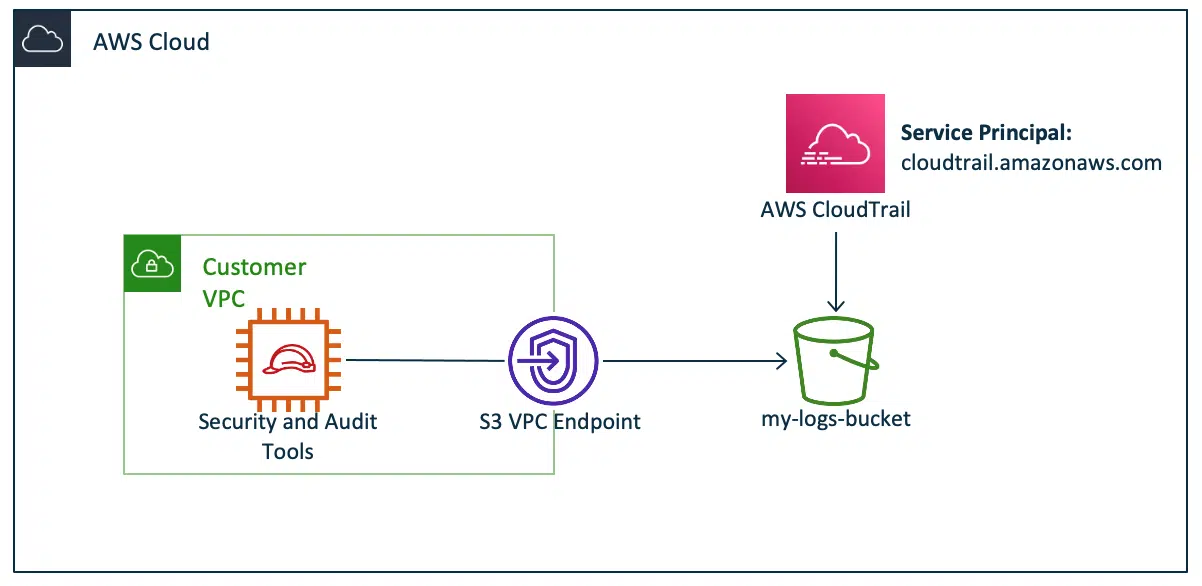 AWS Cloud
Service Principal:
cloudtrail.amazonaws.com
AWS CloudTrail
Customer
VPC
Security and Audit
Tools
S3 VPC Endpoint
my-logs-bucket